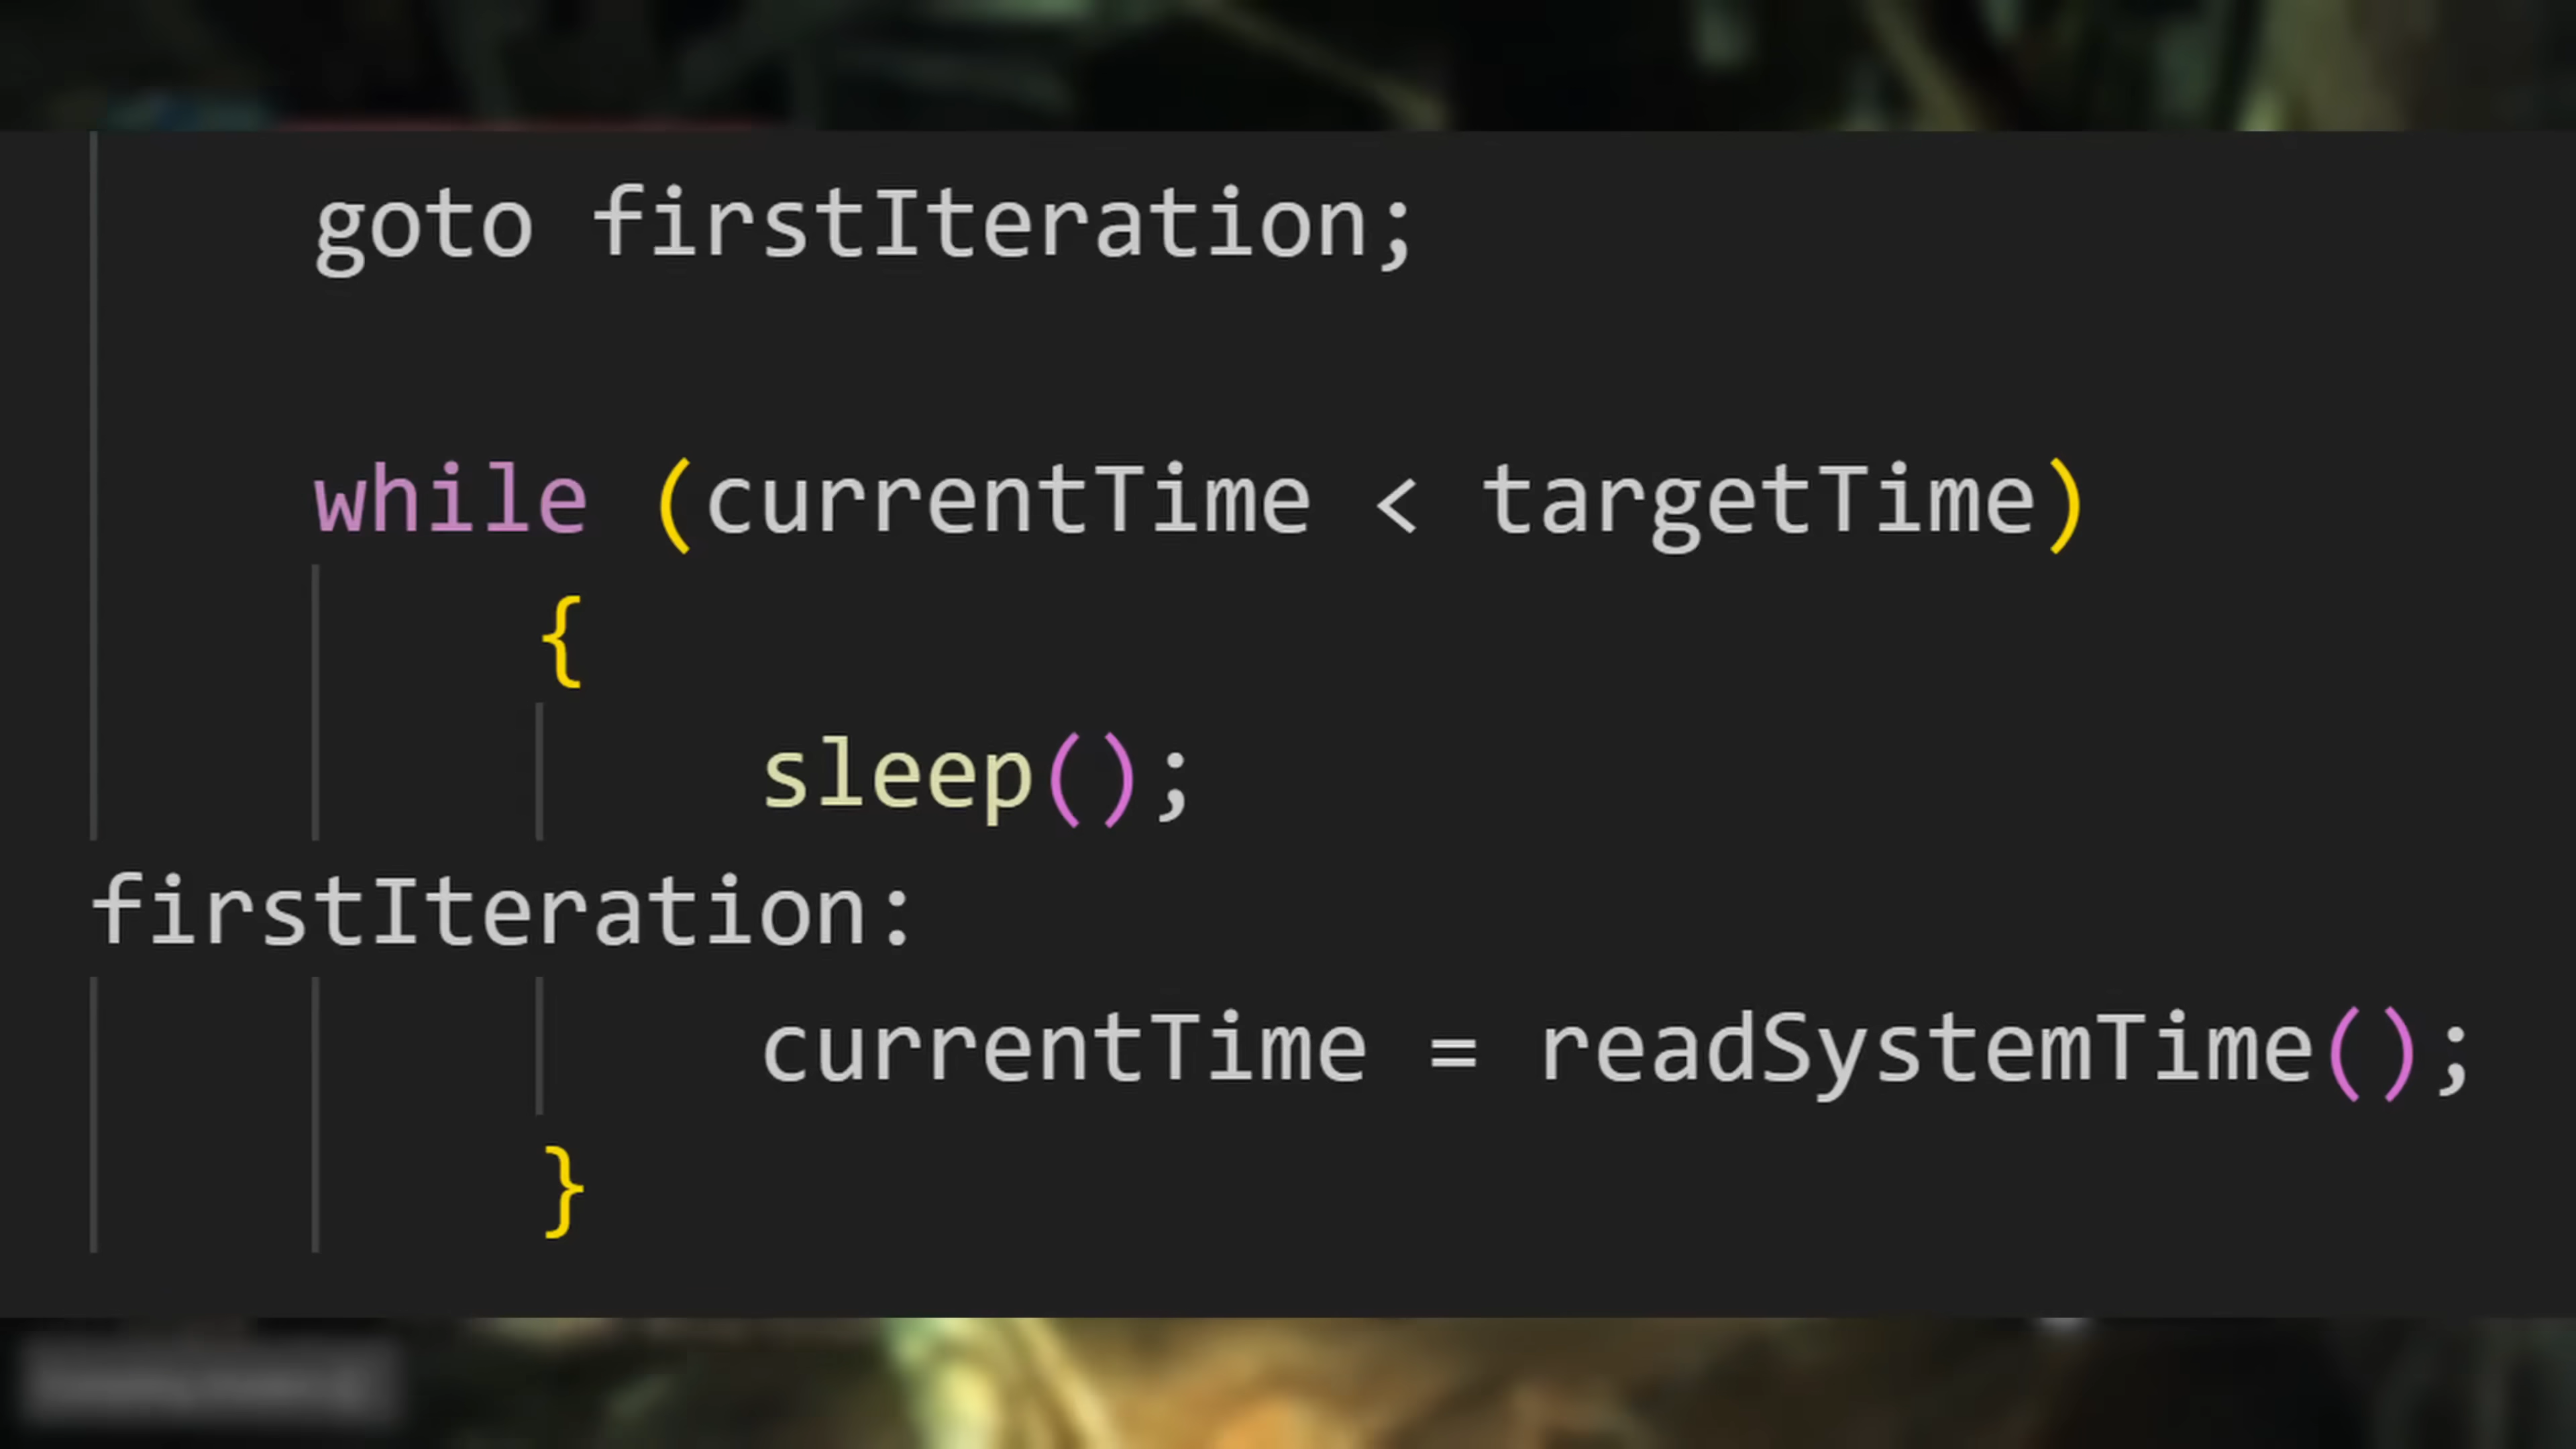 goto firstIteration;
while (currentTime < targetTime)
{
sleep();
firstIteration:
currentTime = readSystemTime();
}